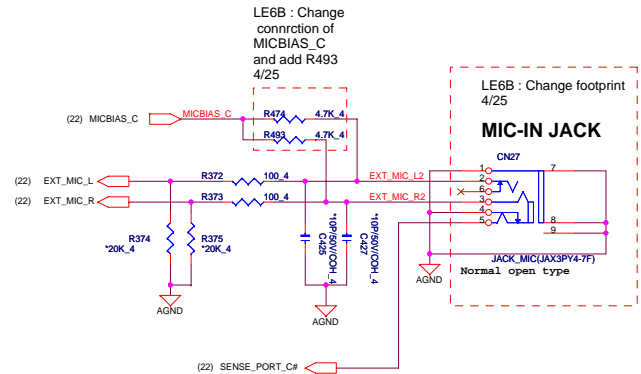 LE6B : Change
connrction of
MICBIAS_C
and add R493
4/25
LE6B : Change footprint
4/25
MIC-IN JACK
(22) MICBIAS_C
MICBIAS_C
R474
4.7K_4
R493
4.7K_4
CN27
(22) EXT_MIC_L
R372
100_4
EXT_MIC_L2
(22) EXT_MIC_R
R373
100_4
EXT_MIC_R2
1
2
6
3
4
5
7
8
9
R374
*20K_4
R375
*20K_4
*10P/50V/COH_4
C425
*10P/50V/COH_4
C427
JACK_MIC(JAX3PY4-7F)
Normal open type
AGND
AGND
AGND
(22) SENSE_PORT_C#